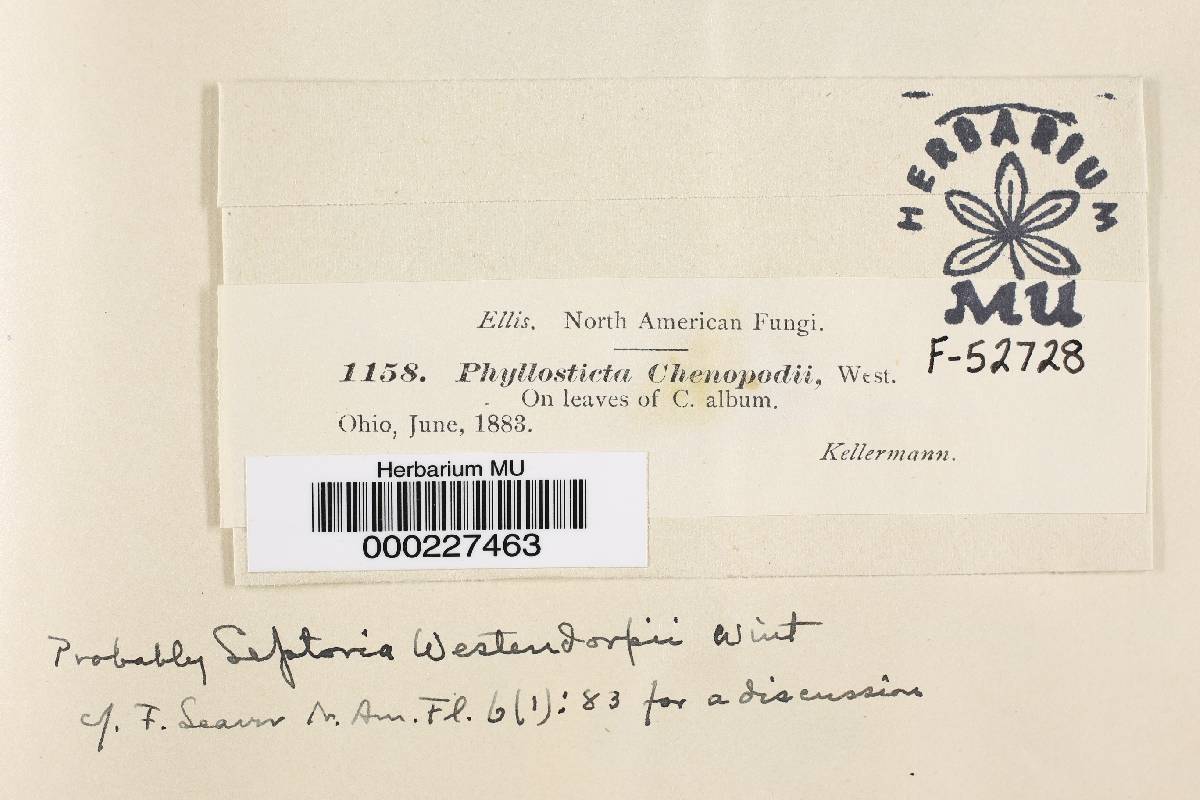 HERBARIUM
MU
F-52728
Ellis. North American Fungi.
1158. Phyllosticta Chenopodii, West.
On leaves of C. album.
Ohio, June, 1883.
Kellermann.
Herbarium MU
000227463
Probably Septoria Westendorpii Wint
cf. F. Seaver N. Am. Fl. 6(1): 83 for a discussion